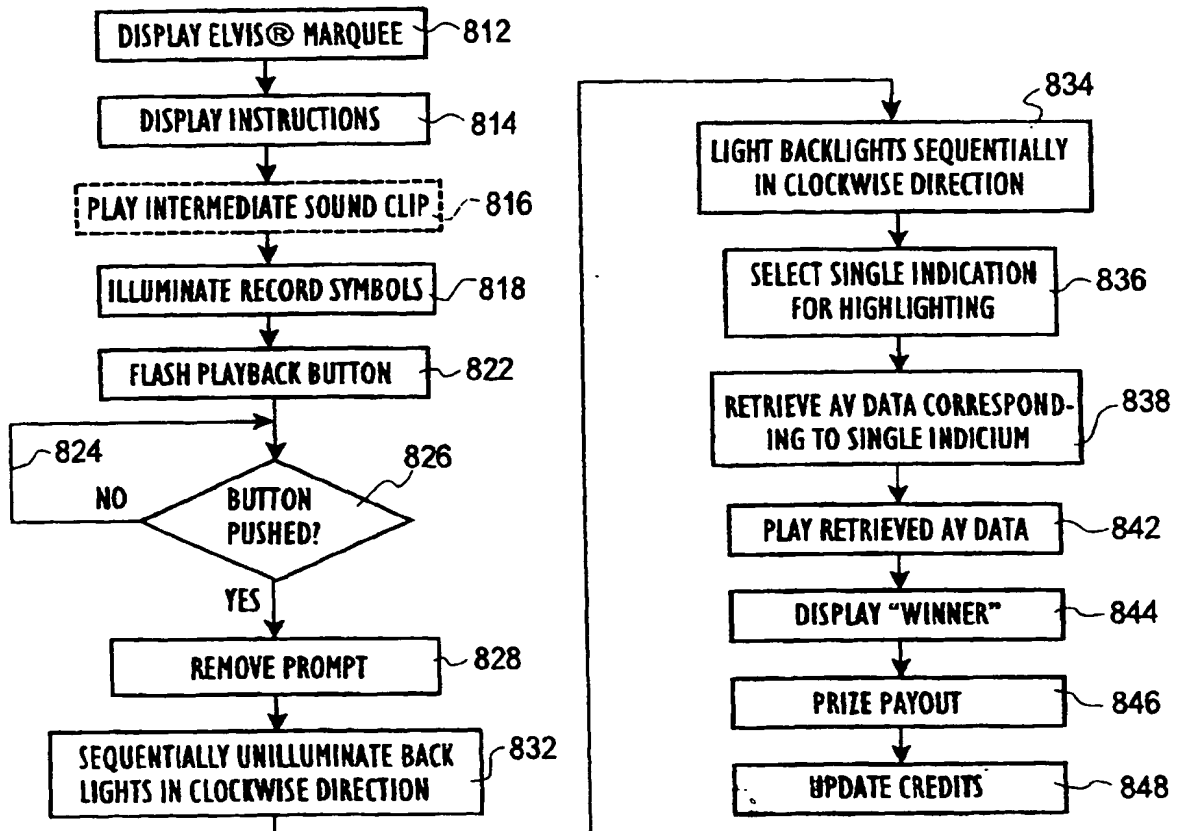 DISPLAY ELVIS® MARQUEE
812
DISPLAY INSTRUCTIONS
814
PLAY INTERMEDIATE SOUND CLIP
816
ILLUMINATE RECORD SYMBOLS
818
FLASH PLAYBACK BUTTON
822
824
826
NO
BUTTON
PUSHED?
YES
REMOVE PROMPT
828
SEQUENTIALLY UNILLUMINATE BACK
LIGHTS IN CLOCKWISE DIRECTION
832
834
LIGHT BACKLIGHTS SEQUENTIALLY
IN CLOCKWISE DIRECTION
SELECT SINGLE INDICATION
FOR HIGHLIGHTING
836
RETRIEVE AV DATA CORRESPOND-
ING TO SINGLE INDICIUM
838
PLAY RETRIEVED AV DATA
842
DISPLAY "WINNER"
844
PRIZE PAYOUT
846
UPDATE CREDITS
848